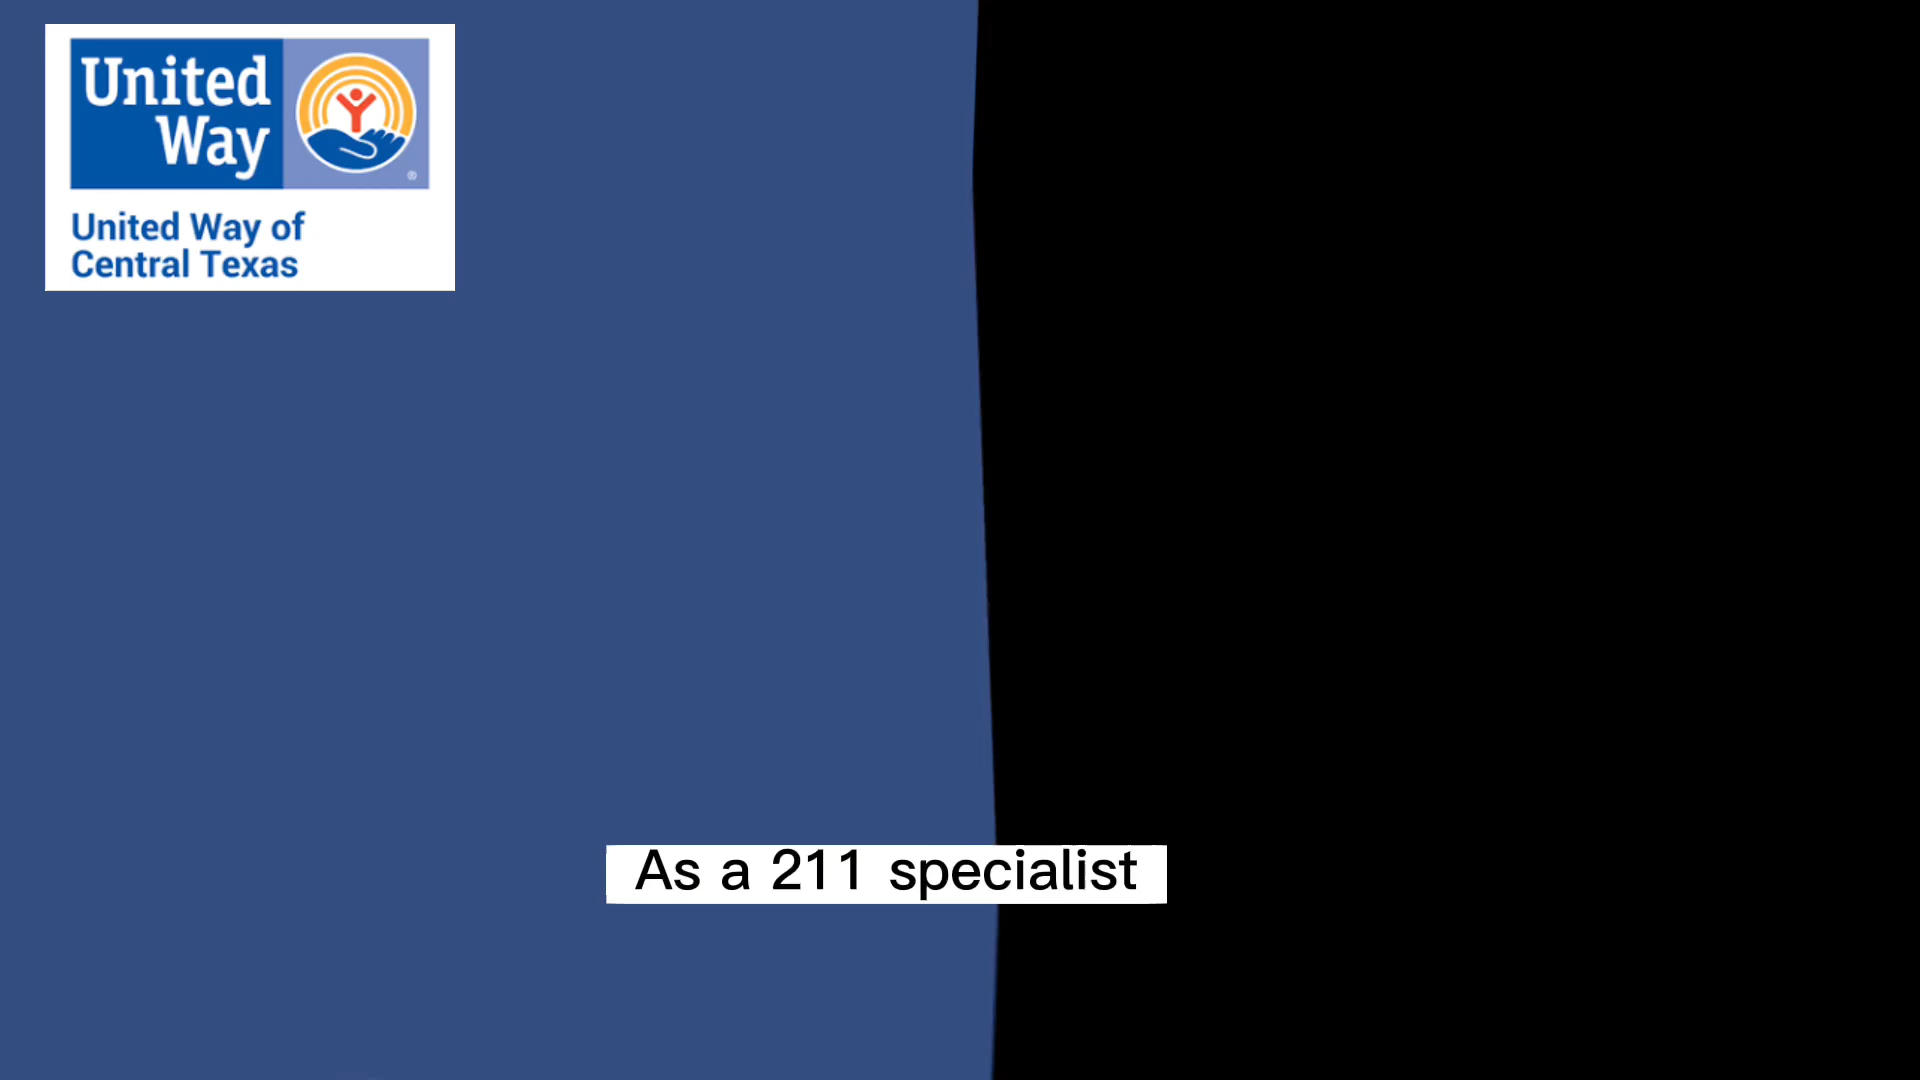 United
Way
®
United Way of
Central Texas
As a 211 specialist